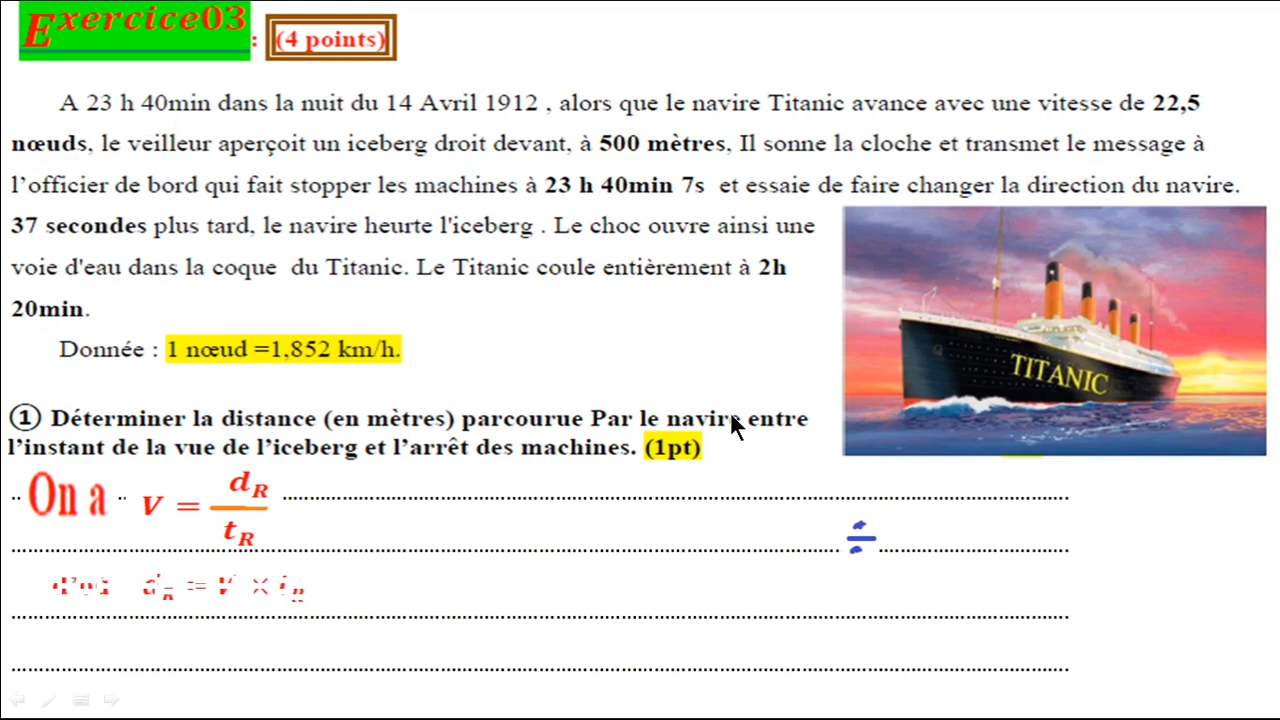 Exercice03 : (4 points)
A 23 h 40min dans la nuit du 14 Avril 1912 , alors que le navire Titanic avance avec une vitesse de 22,5
nœuds, le veilleur aperçoit un iceberg droit devant, à 500 mètres, Il sonne la cloche et transmet le message à
l’officier de bord qui fait stopper les machines à 23 h 40min 7s et essaie de faire changer la direction du navire.
37 secondes plus tard, le navire heurte l'iceberg . Le choc ouvre ainsi une
voie d'eau dans la coque du Titanic. Le Titanic coule entièrement à 2h
20min.
Donnée : 1 nœud =1,852 km/h.
TITANIC
① Déterminer la distance (en mètres) parcourue Par le navire entre
l’instant de la vue de l’iceberg et l’arrêt des machines. (1pt)
On a V = d_R / t_R
÷
d_R = V × t_R